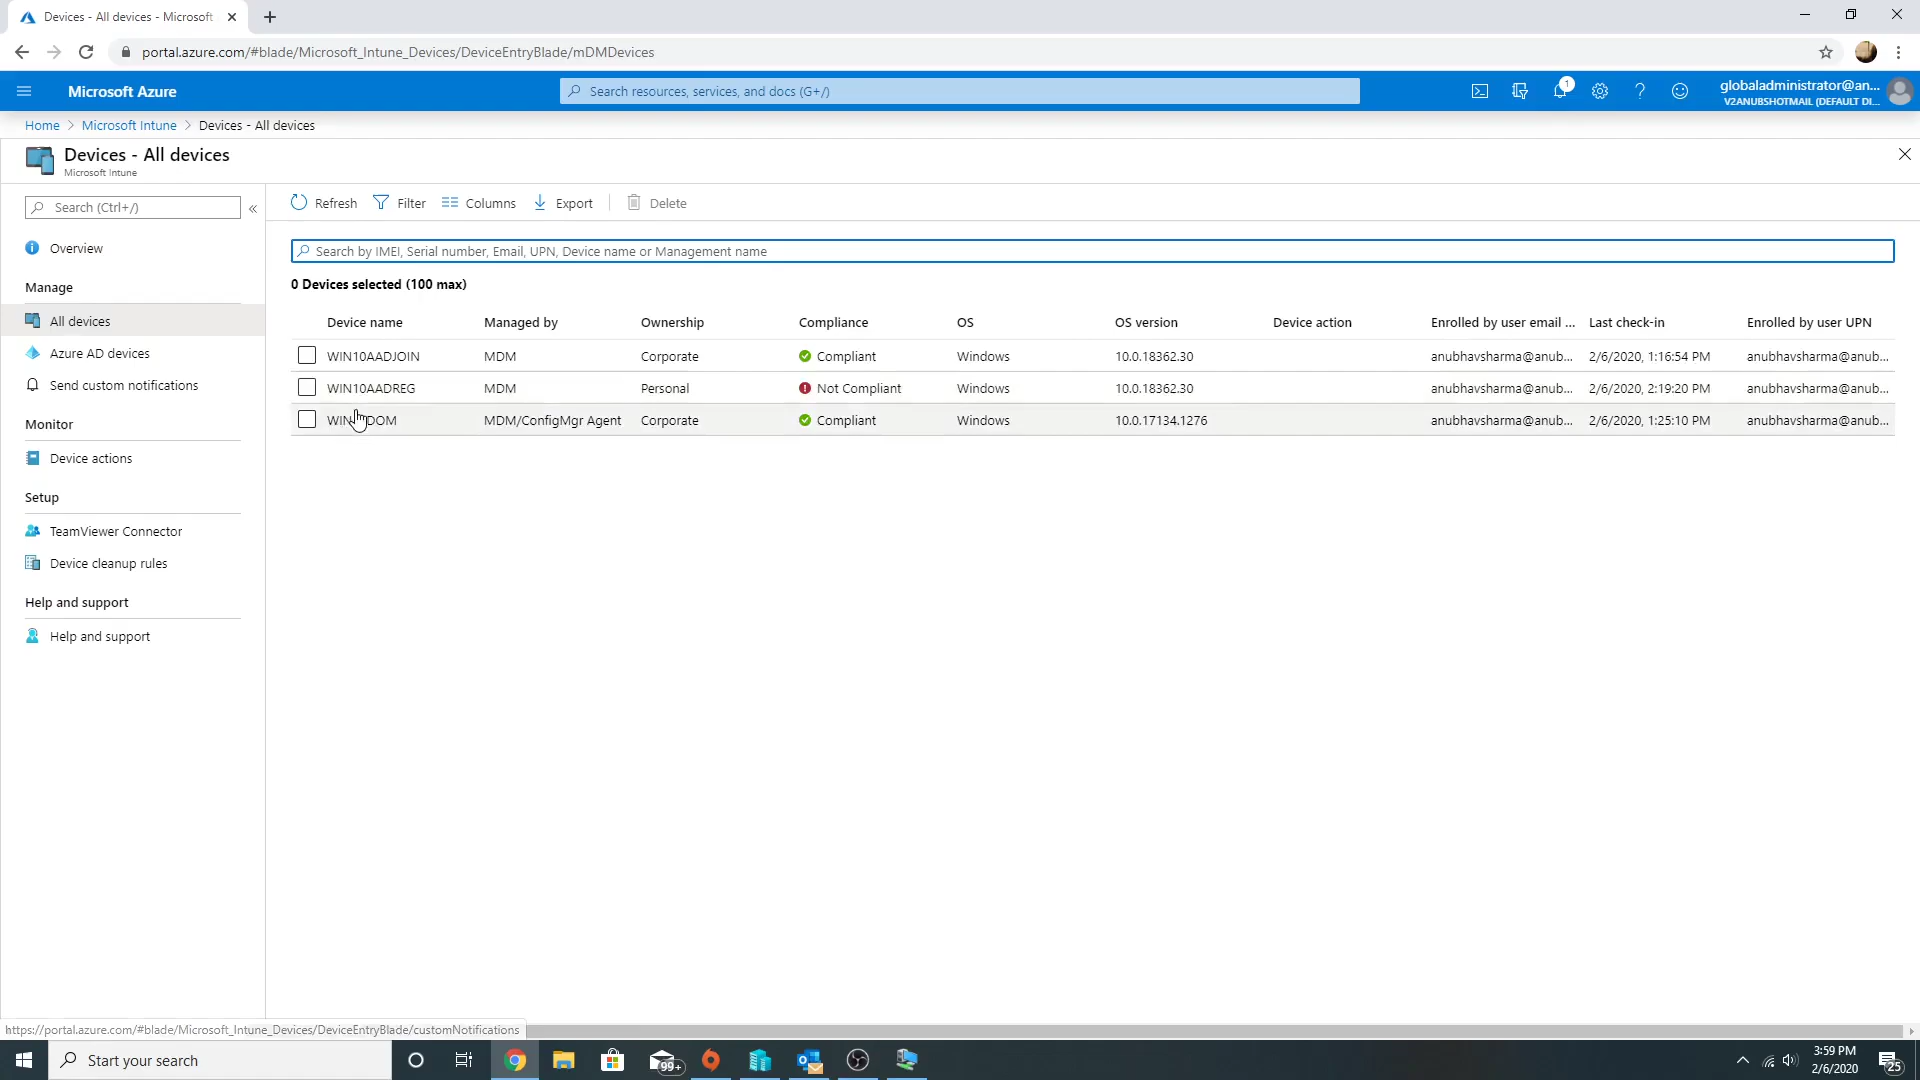 Devices - All devices - Microsoft
portal.azure.com/#blade/Microsoft_Intune_Devices/DeviceEntryBlade/mDMDevices
Microsoft Azure
Search resources, services, and docs (G+/)
1
globaladministrator@an...
V2ANUBSHOTMAIL (DEFAULT DI...
Home > Microsoft Intune > Devices - All devices
Devices - All devices
Microsoft Intune
Search (Ctrl+/)
«
Overview
Manage
All devices
Azure AD devices
Send custom notifications
Monitor
Device actions
Setup
TeamViewer Connector
Device cleanup rules
Help and support
Help and support
Refresh Filter Columns Export Delete
Search by IMEI, Serial number, Email, UPN, Device name or Management name
0 Devices selected (100 max)
Device name Managed by Ownership Compliance OS OS version Device action Enrolled by user email ... Last check-in Enrolled by user UPN
WIN10AADJOIN MDM Corporate Compliant Windows 10.0.18362.30 anubhavsharma@anub... 2/6/2020, 1:16:54 PM anubhavsharma@anub...
WIN10AADREG MDM Personal Not Compliant Windows 10.0.18362.30 anubhavsharma@anub... 2/6/2020, 2:19:20 PM anubhavsharma@anub...
MDM/ConfigMgr Agent Corporate Compliant Windows 10.0.17134.1276 anubhavsharma@anub... 2/6/2020, 1:25:10 PM anubhavsharma@anub...
https://portal.azure.com/#blade/Microsoft_Intune_Devices/DeviceEntryBlade/customNotifications
Start your search
99+
3:59 PM
2/6/2020
25